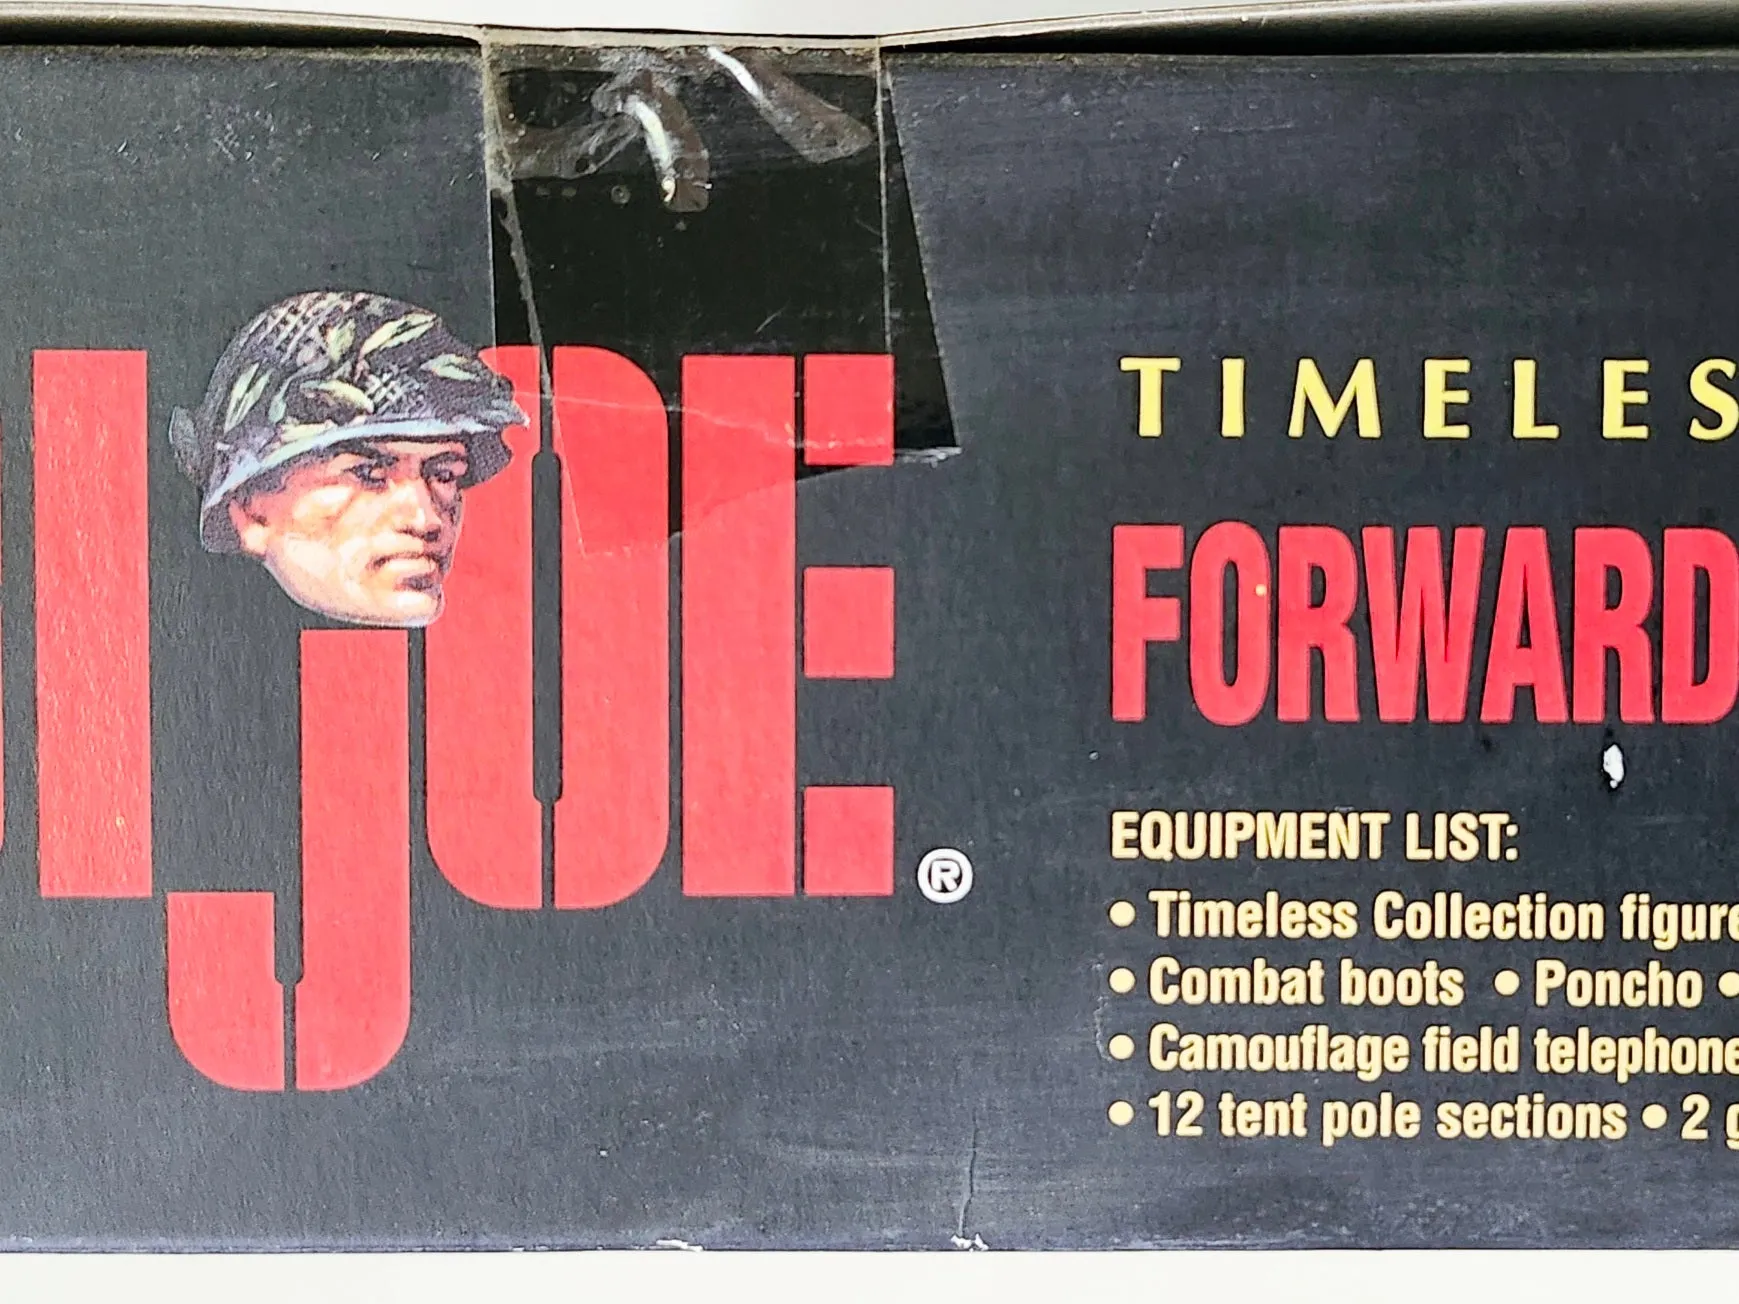 GI JOE®
TIMELES
FORWARD
EQUIPMENT LIST:
• Timeless Collection figure
• Combat boots • Poncho •
• Camouflage field telephone
• 12 tent pole sections • 2 g